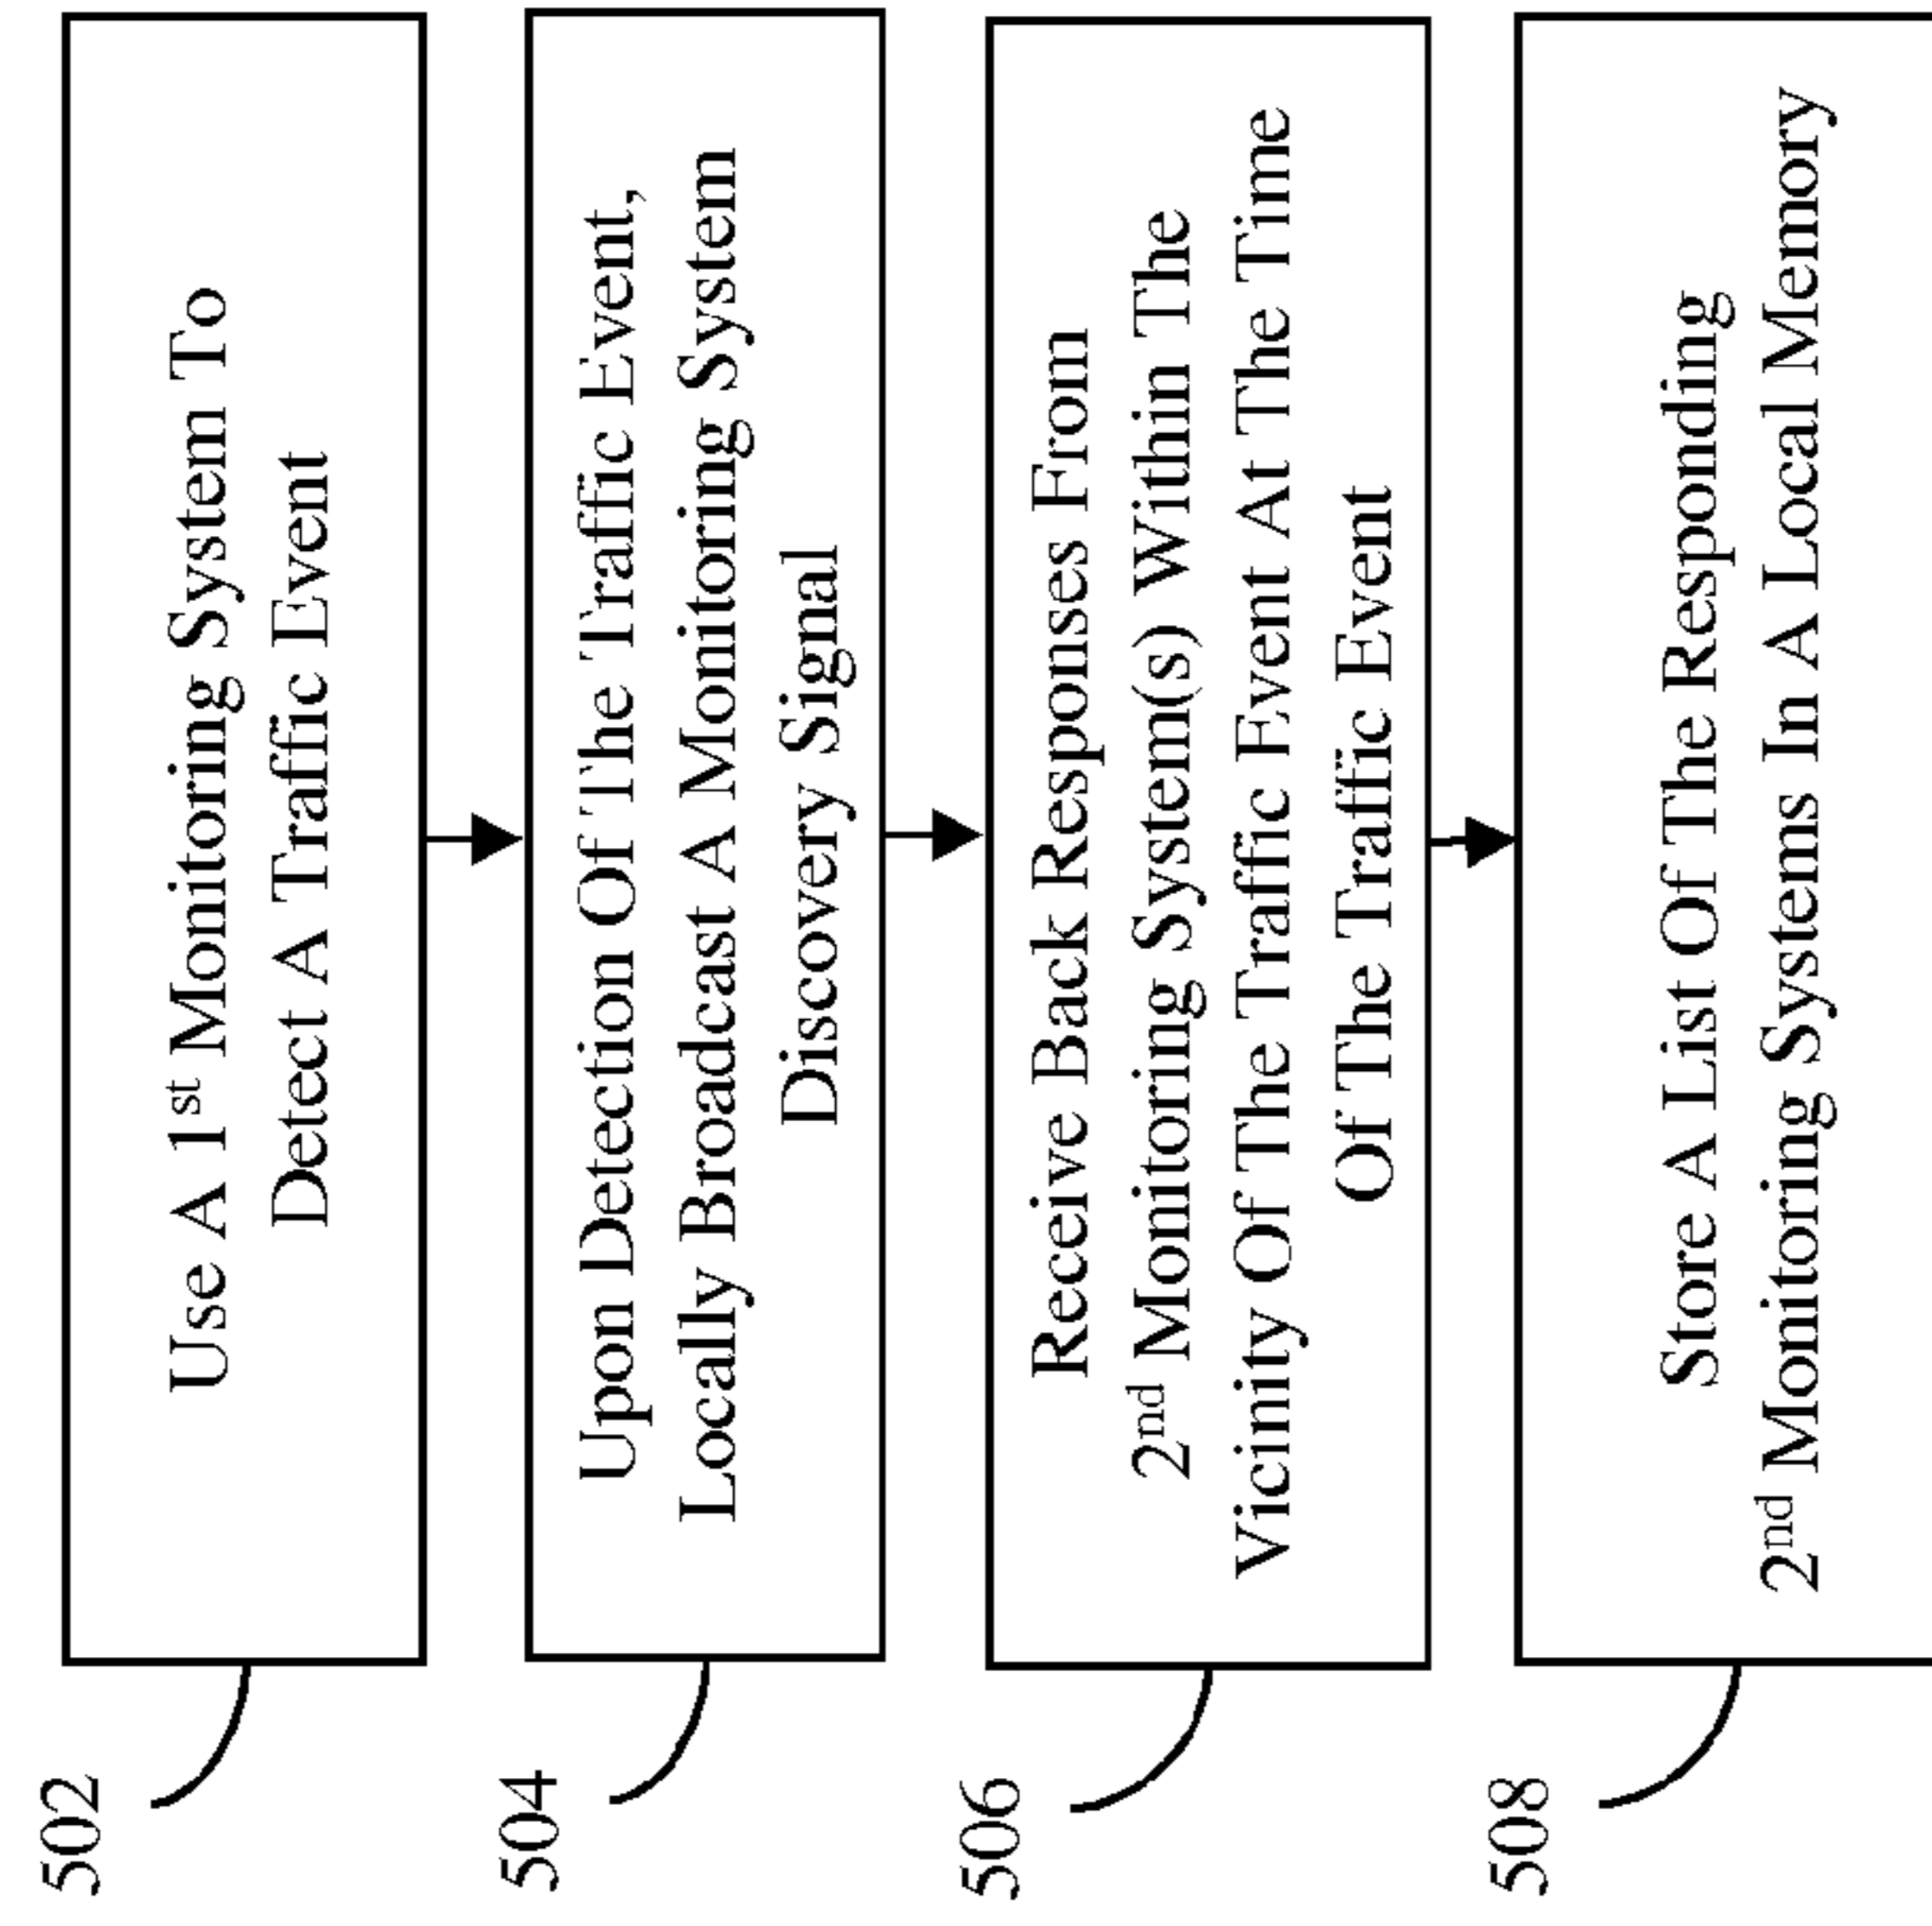 502
Use A 1st Monitoring System To
Detect A Traffic Event
504
Upon Detection Of The Traffic Event,
Locally Broadcast A Monitoring System
Discovery Signal
506
Receive Back Responses From
2nd Monitoring System(s) Within The
Vicinity Of The Traffic Event At The Time
Of The Traffic Event
508
Store A List Of The Responding
2nd Monitoring Systems In A Local Memory